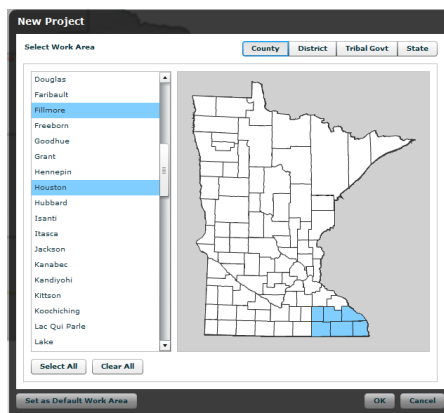 New Project
Select Work Area
County
District
Tribal Govt
State
Douglas
Faribault
Fillmore
Freeborn
Goodhue
Grant
Hennepin
Houston
Hubbard
Isanti
Itasca
Jackson
Kanabec
Kandiyohi
Kittson
Koochiching
Lac Qui Parle
Lake
Select All
Clear All
Set as Default Work Area
OK
Cancel